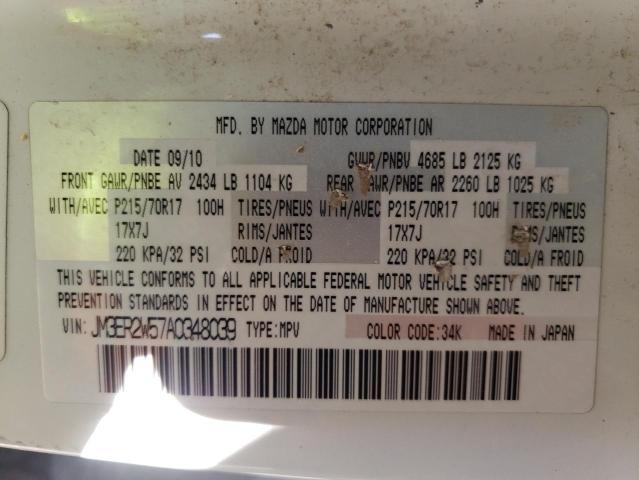 MFD. BY MAZDA MOTOR CORPORATION
DATE 09/10 GVWR/PNBV 4685 LB 2125 KG
FRONT GAWR/PNBE AV 2434 LB 1104 KG REAR GAWR/PNBE AR 2260 LB 1025 KG
WITH/AVEC P215/70R17 100H TIRES/PNEUS WITH/AVEC P215/70R17 100H TIRES/PNEUS
17X7J RIMS/JANTES 17X7J RIMS/JANTES
220 KPA/32 PSI COLD/A FROID 220 KPA/32 PSI COLD/A FROID
THIS VEHICLE CONFORMS TO ALL APPLICABLE FEDERAL MOTOR VEHICLE SAFETY AND THEFT
PREVENTION STANDARDS IN EFFECT ON THE DATE OF MANUFACTURE SHOWN ABOVE.
VIN: JM3ER2W57A0348039 TYPE:MPV COLOR CODE:34K MADE IN JAPAN